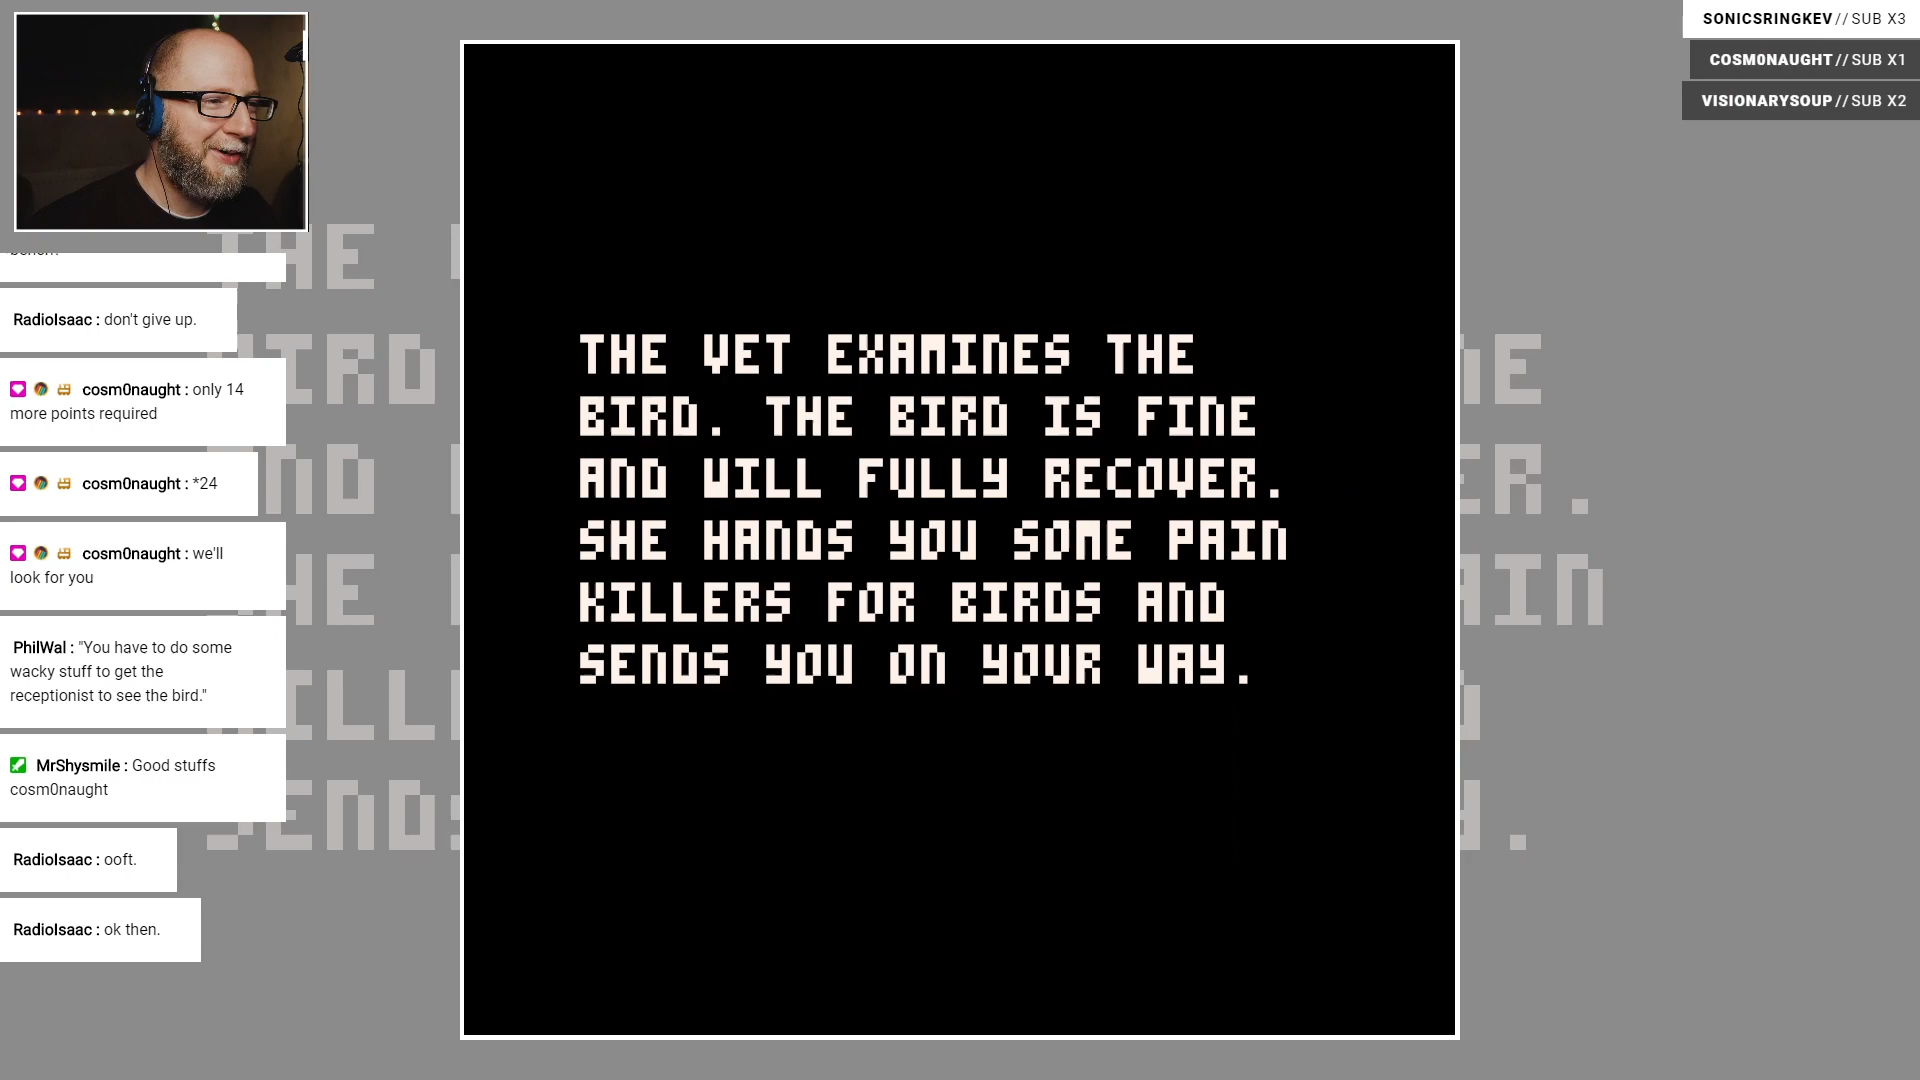 SONICSRINGKEV // SUB X3
COSM0NAUGHT // SUB X1
VISIONARYSOUP // SUB X2
RadioIsaac : don't give up.
cosm0naught : only 14
more points required
cosm0naught : *24
cosm0naught : we'll
look for you
PhilWal : "You have to do some
wacky stuff to get the
receptionist to see the bird."
MrShysmile : Good stuffs
cosm0naught
RadioIsaac : ooft.
RadioIsaac : ok then.
THE VET EXAMINES THE
BIRD. THE BIRD IS FINE
AND WILL FULLY RECOVER.
SHE HANDS YOU SOME PAIN
KILLERS FOR BIRDS AND
SENDS YOU ON YOUR WAY.